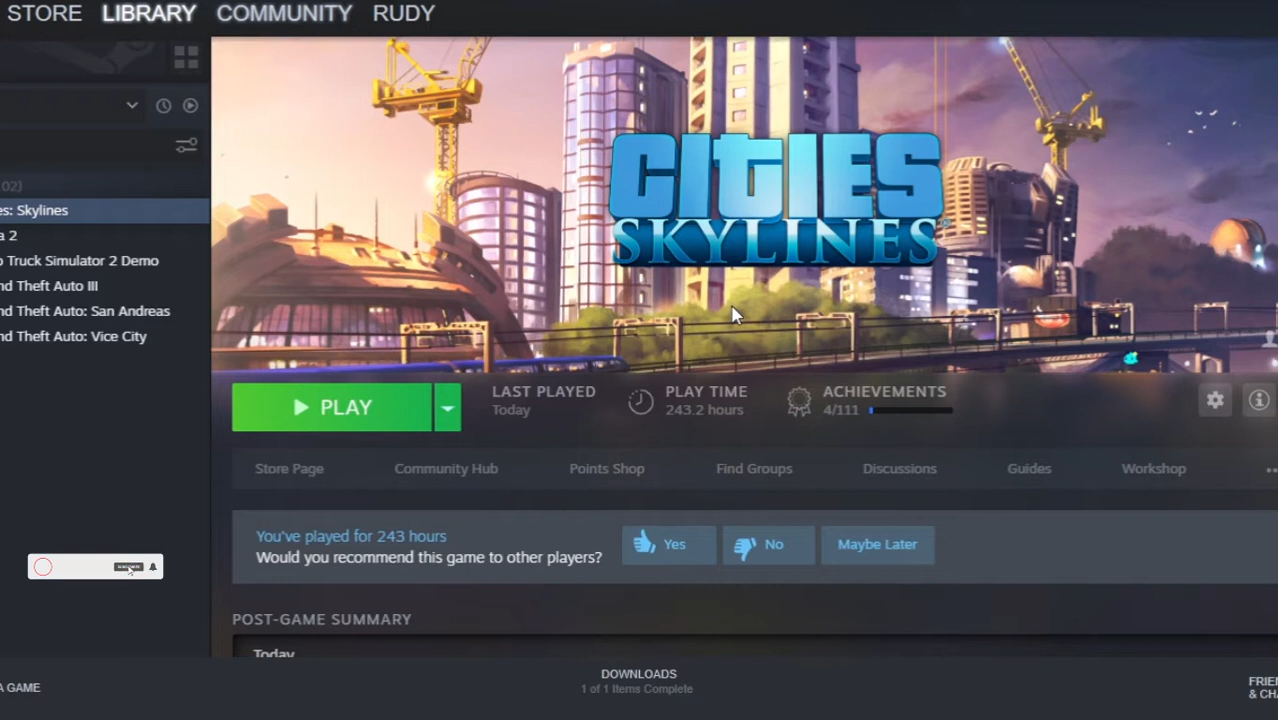 STORE LIBRARY COMMUNITY RUDY
02)
es: Skylines
a 2
o Truck Simulator 2 Demo
nd Theft Auto III
nd Theft Auto: San Andreas
nd Theft Auto: Vice City
CITIES
SKYLINES
PLAY
LAST PLAYED
Today
PLAY TIME
243.2 hours
ACHIEVEMENTS
4/111
Store Page Community Hub Points Shop Find Groups Discussions Guides Workshop
You've played for 243 hours
Would you recommend this game to other players?
Yes No Maybe Later
POST-GAME SUMMARY
Today
A GAME
DOWNLOADS
1 of 1 Items Complete
FRIEN
& CHA